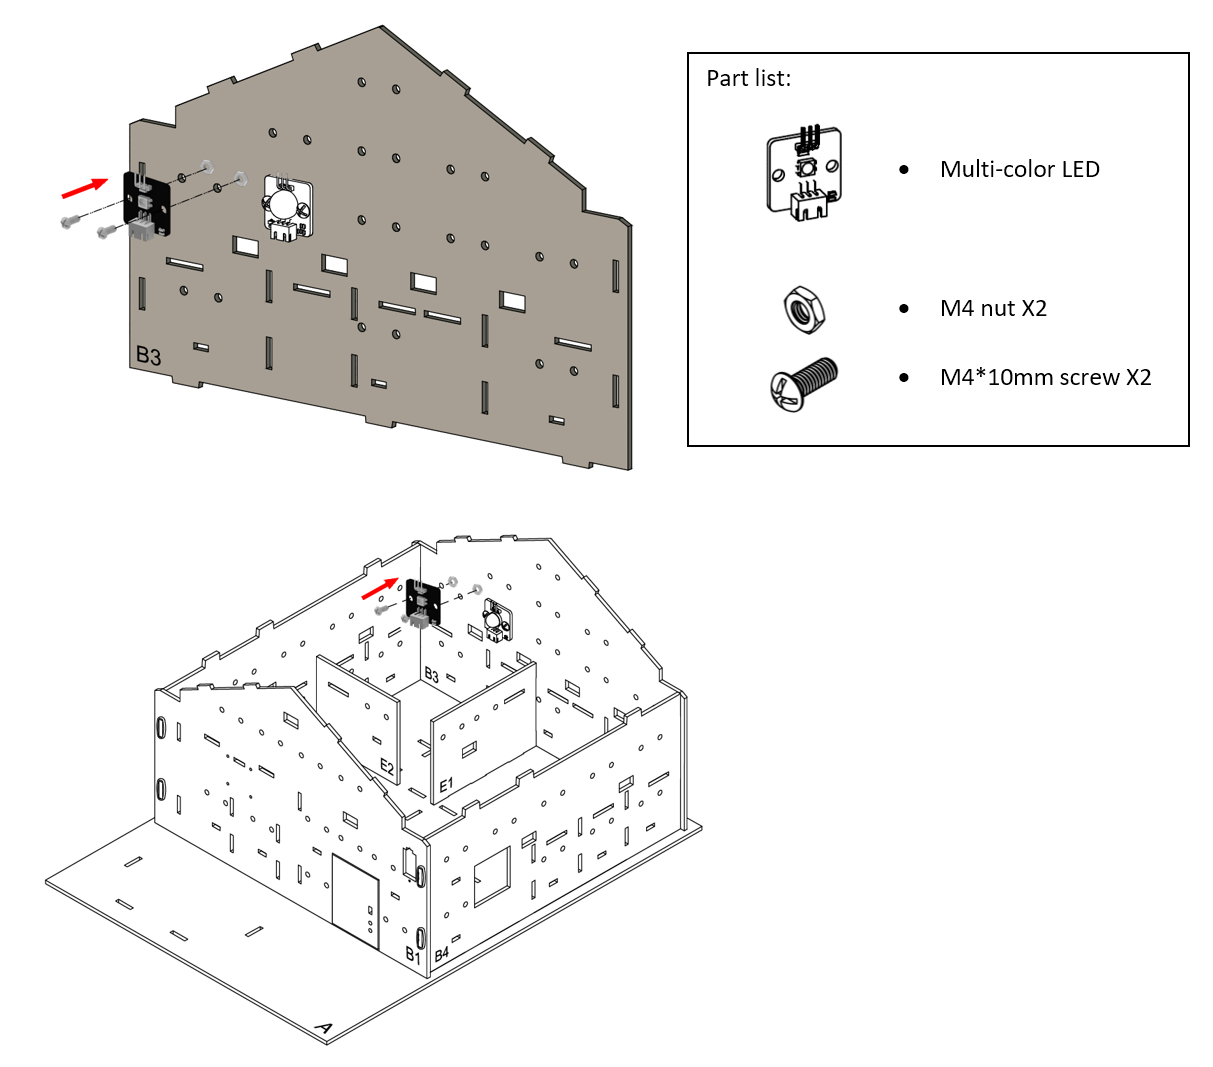 Part list:
• Multi-color LED
• M4 nut X2
• M4*10mm screw X2
B3
B3
E2
E1
B1
B4
A